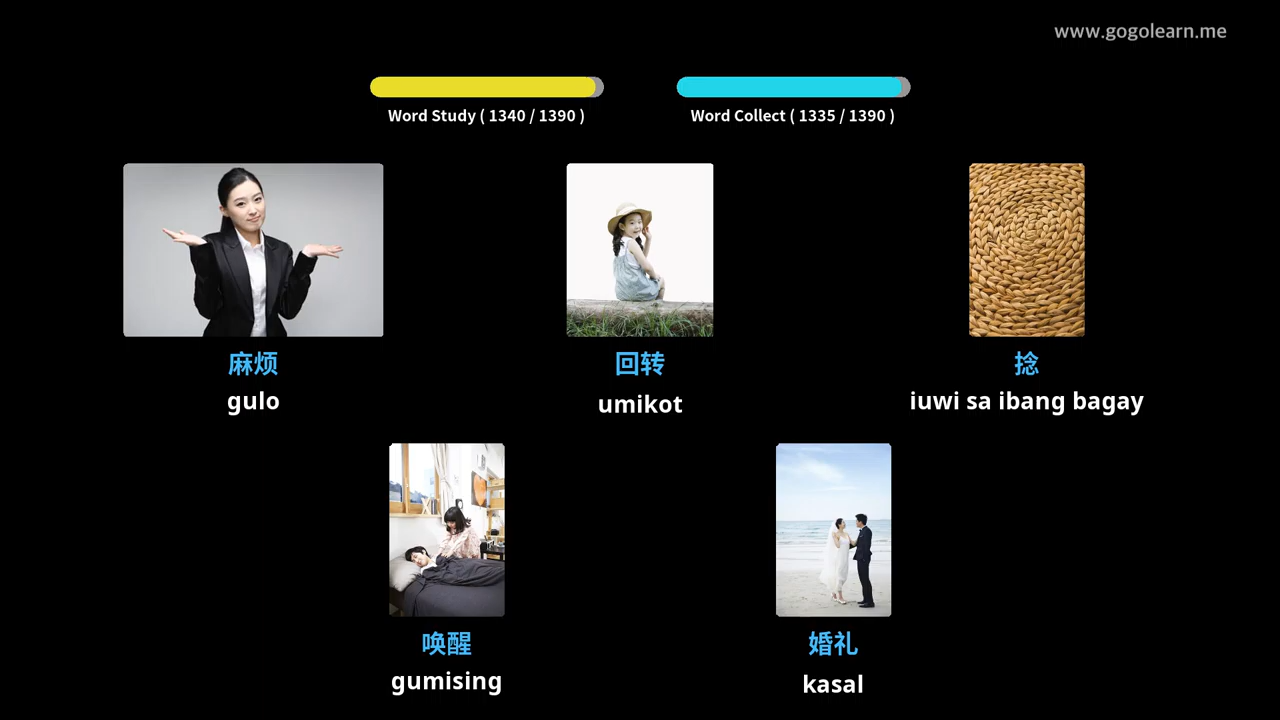 www.gogolearn.me
Word Study ( 1340 / 1390 )
Word Collect ( 1335 / 1390 )
麻烦
gulo
回转
umikot
捻
iuwi sa ibang bagay
唤醒
gumising
婚礼
kasal